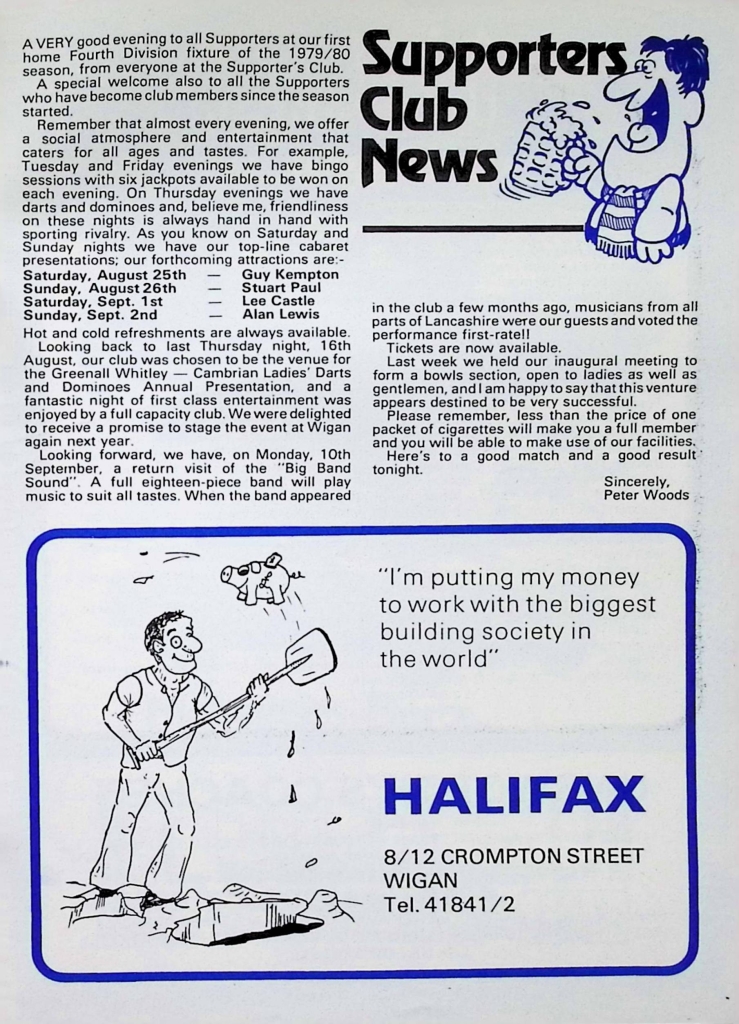 Supporters
Club
News
A VERY good evening to all Supporters at our first
home Fourth Division fixture of the 1979/80
season, from everyone at the Supporter's Club.
A special welcome also to all the Supporters
who have become club members since the season
started.
Remember that almost every evening, we offer
a social atmosphere and entertainment that
caters for all ages and tastes. For example,
Tuesday and Friday evenings we have bingo
sessions with six jackpots available to be won on
each evening. On Thursday evenings we have
darts and dominoes and, believe me, friendliness
on these nights is always hand in hand with
sporting rivalry. As you know on Saturday and
Sunday nights we have our top-line cabaret
presentations; our forthcoming attractions are:-
Saturday, August 25th — Guy Kempton
Sunday, August 26th — Stuart Paul
Saturday, Sept. 1st — Lee Castle
Sunday, Sept. 2nd — Alan Lewis
Hot and cold refreshments are always available.
Looking back to last Thursday night, 16th
August, our club was chosen to be the venue for
the Greenall Whitley — Cambrian Ladies' Darts
and Dominoes Annual Presentation, and a
fantastic night of first class entertainment was
enjoyed by a full capacity club. We were delighted
to receive a promise to stage the event at Wigan
again next year.
Looking forward, we have, on Monday, 10th
September, a return visit of the "Big Band
Sound". A full eighteen-piece band will play
music to suit all tastes. When the band appeared
in the club a few months ago, musicians from all
parts of Lancashire were our guests and voted the
performance first-rate!!
Tickets are now available.
Last week we held our inaugural meeting to
form a bowls section, open to ladies as well as
gentlemen, and I am happy to say that this venture
appears destined to be very successful.
Please remember, less than the price of one
packet of cigarettes will make you a full member
and you will be able to make use of our facilities.
Here's to a good match and a good result
tonight.
Sincerely,
Peter Woods
£
"I'm putting my money
to work with the biggest
building society in
the world"
HALIFAX
8/12 CROMPTON STREET
WIGAN
Tel. 41841/2